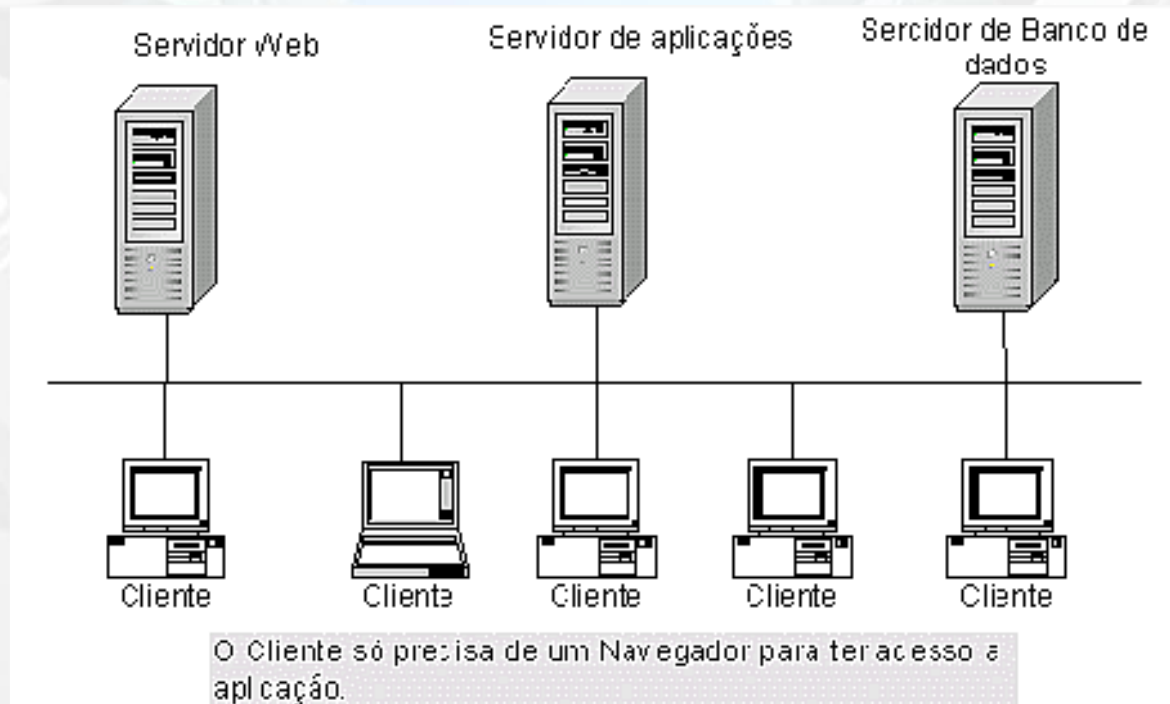 Servidor Web
Servidor de aplicações
Sercidor de Banco de
dados
Cliente
Cliente
Cliente
Cliente
Cliente
O Cliente só precisa de um Navegador para ter acesso a
aplicação.